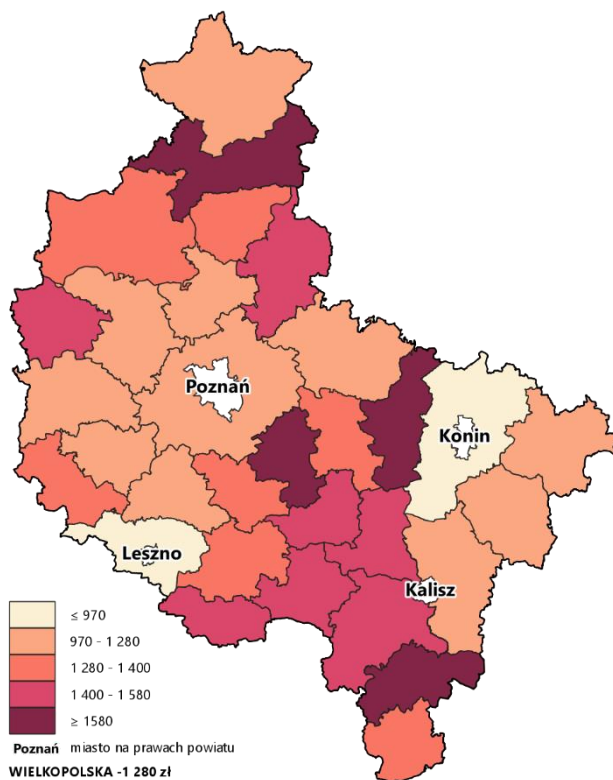 Poznań
Konin
Leszno
Kalisz
≤ 970
970 - 1 280
1 280 - 1 400
1 400 - 1 580
≥ 1580
Poznań miasto na prawach powiatu
WIELKOPOLSKA -1 280 zł